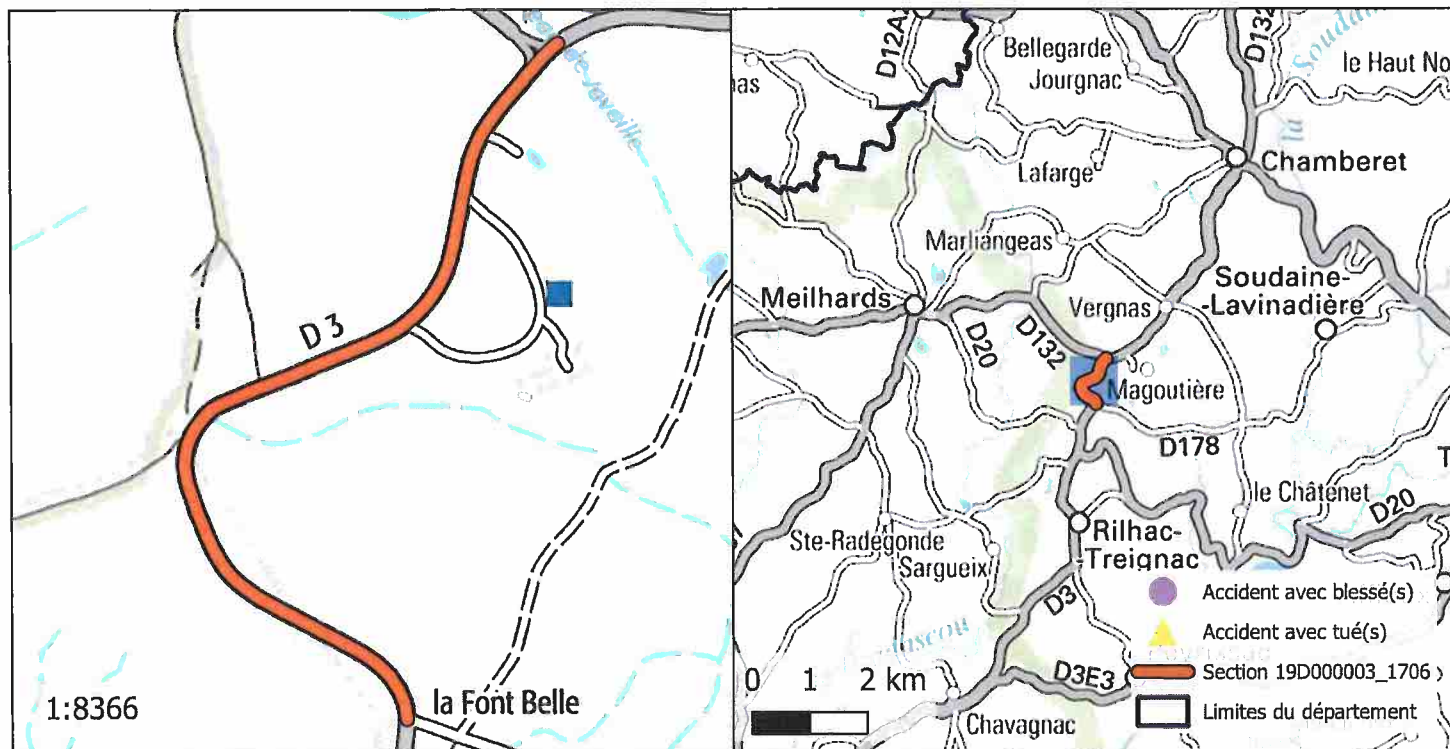 D 3
la Font Belle
1:8366
D12A
Bellegarde
Jourgnac
D132
le Haut No
la
Lafarge
Chamberet
Marliangeas
Meilhards
Vergnas
Soudaine-
-Lavinadière
D20
D132
Magoutière
D178
le Châtenet
D20
Rilhac-
Treignac
Ste-Radegonde
Sargueix
D3
D3E3
Chavagnac
0 1 2 km
Accident avec blessé(s)
Accident avec tué(s)
Section 19D000003_1706
Limites du département